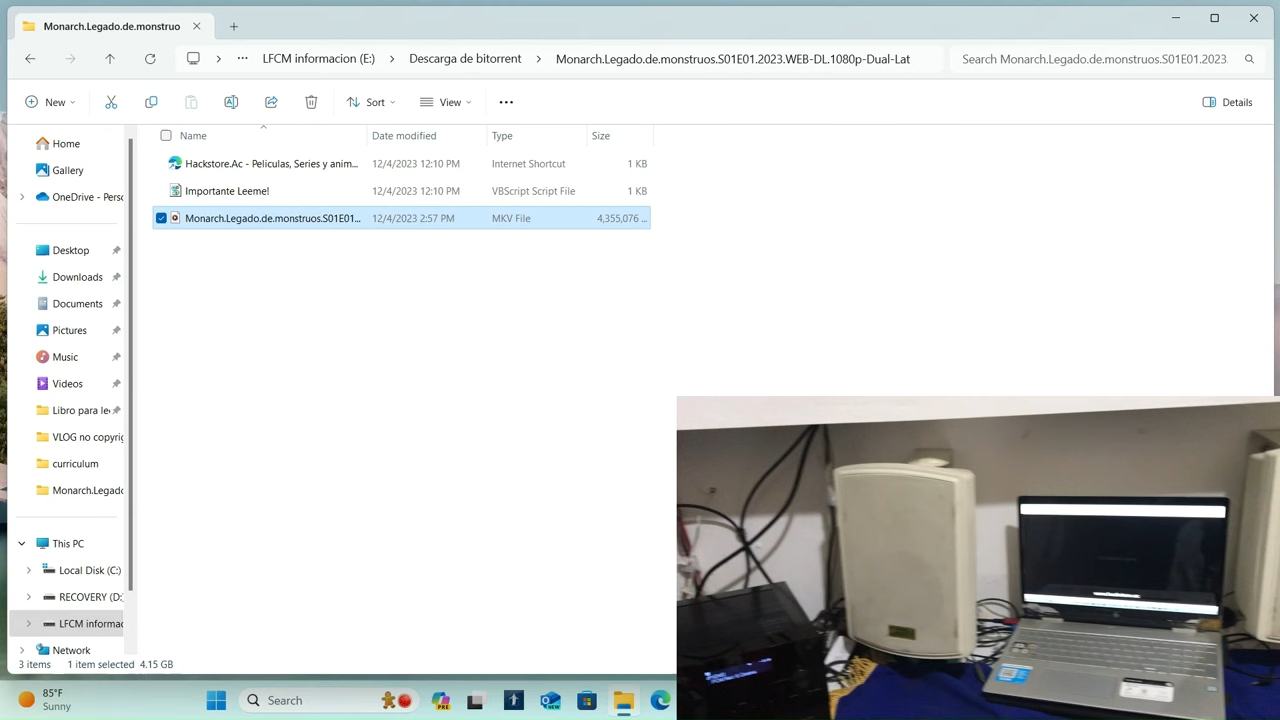 Monarch.Legado.de.monstruo
LFCM informacion (E:)
Descarga de bitorrent
Monarch.Legado.de.monstruos.S01E01.2023.WEB-DL.1080p-Dual-Lat
Search Monarch.Legado.de.monstruos.S01E01.2023.
New
Sort
View
Details
Name Date modified Type Size
Hackstore.Ac - Peliculas, Series y anim... 12/4/2023 12:10 PM Internet Shortcut 1 KB
Importante Leeme! 12/4/2023 12:10 PM VBScript Script File 1 KB
Monarch.Legado.de.monstruos.S01E01... 12/4/2023 2:57 PM MKV File 4,355,076 ...
Home
Gallery
OneDrive - Perso
Desktop
Downloads
Documents
Pictures
Music
Videos
Libro para le
VLOG no copyrig
curriculum
Monarch.Legado
This PC
Local Disk (C:)
RECOVERY (D:
LFCM informac
Network
3 items 1 item selected 4.15 GB
85°F
Sunny
Search
PRE
NEW